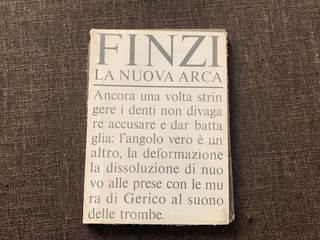 FINZI
LA NUOVA ARCA
Ancora una volta strin
gere i denti non divaga
re accusare e dar batta
glia: l'angolo vero è un
altro, la deformazione
la dissoluzione di nuo
vo alle prese con le mu
ra di Gerico al suono
delle trombe.